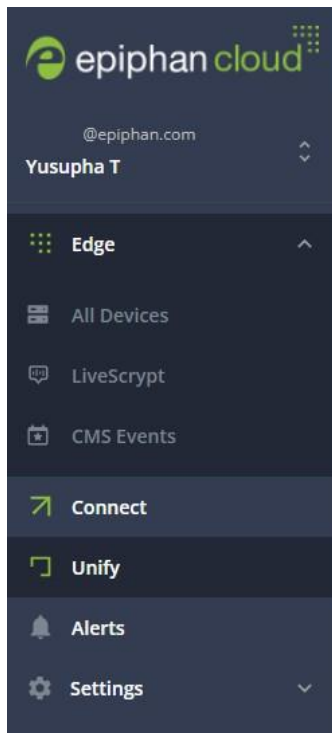 epiphan cloud
@epiphan.com
Yusupha T
Edge
All Devices
LiveScrypt
CMS Events
Connect
Unify
Alerts
Settings